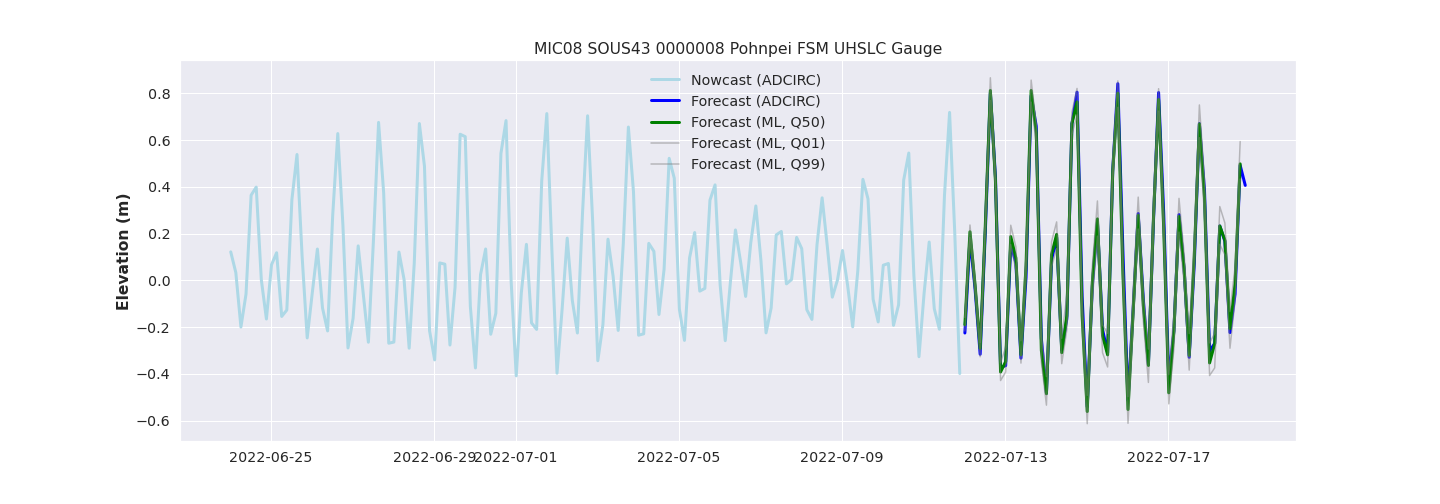 MIC08 SOUS43 0000008 Pohnpei FSM UHSLC Gauge
Nowcast (ADCIRC)
Forecast (ADCIRC)
Forecast (ML, Q50)
Forecast (ML, Q01)
Forecast (ML, Q99)
Elevation (m)
0.8
0.6
0.4
0.2
0.0
−0.2
−0.4
−0.6
2022-06-25 2022-06-29 2022-07-01 2022-07-05 2022-07-09 2022-07-13 2022-07-17